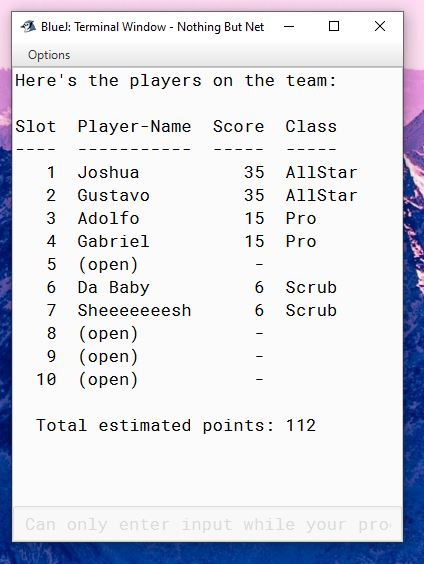 BlueJ: Terminal Window - Nothing But Net
Options
Here's the players on the team:
Slot  Player-Name  Score  Class
----  -----------  -----  -----
   1  Joshua          35  AllStar
   2  Gustavo         35  AllStar
   3  Adolfo          15  Pro
   4  Gabriel         15  Pro
   5  (open)           -
   6  Da Baby          6  Scrub
   7  Sheeeeeeesh      6  Scrub
   8  (open)           -
   9  (open)           -
  10  (open)           -
  Total estimated points: 112
Can only enter input while your pro